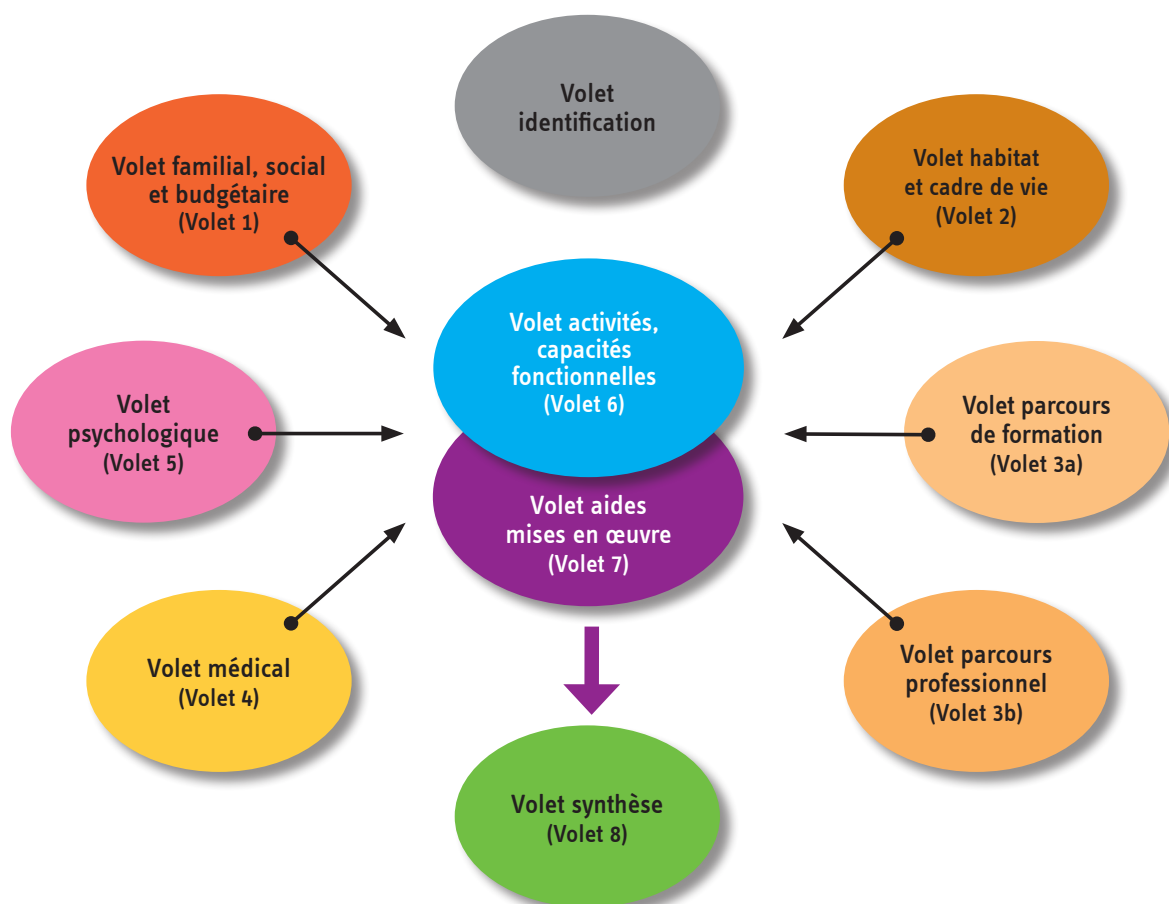 Volet
identification
Volet familial, social
et budgétaire
(Volet 1)
Volet habitat
et cadre de vie
(Volet 2)
Volet activités,
capacités
fonctionnelles
(Volet 6)
Volet
psychologique
(Volet 5)
Volet parcours
de formation
(Volet 3a)
Volet aides
mises en œuvre
(Volet 7)
Volet médical
(Volet 4)
Volet parcours
professionnel
(Volet 3b)
Volet synthèse
(Volet 8)